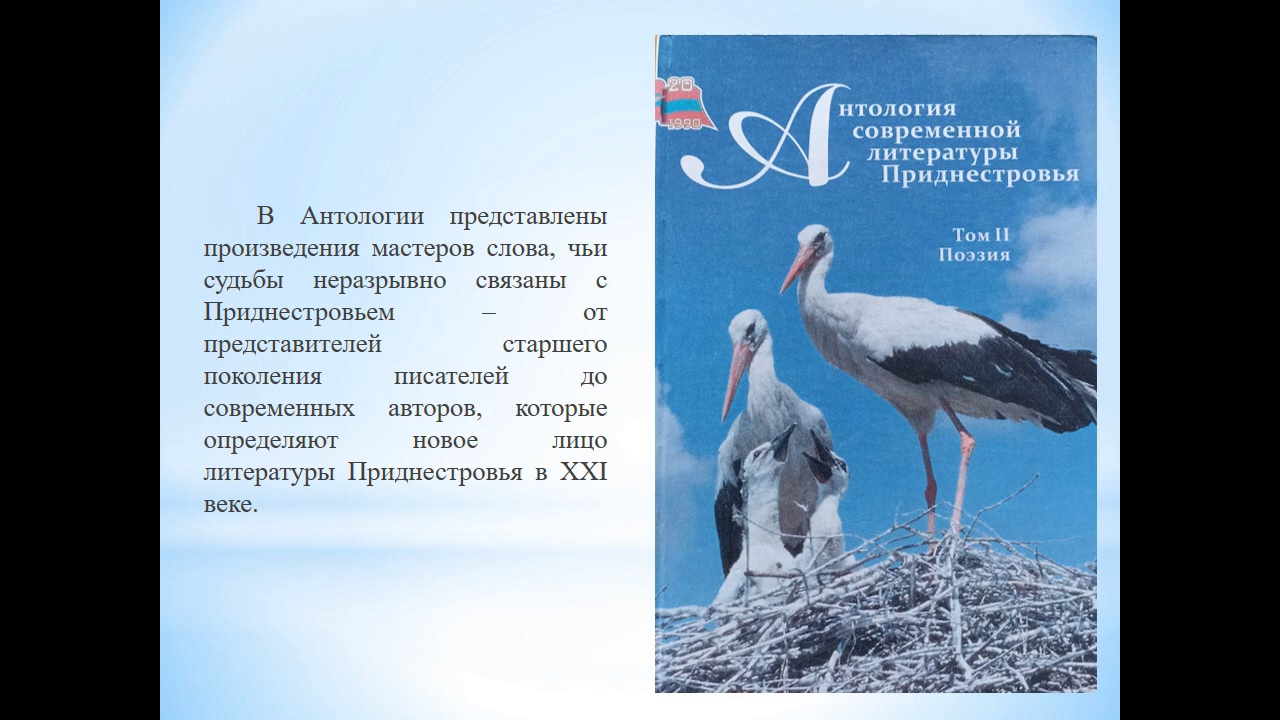 В Антологии представлены
произведения мастеров слова, чьи
судьбы неразрывно связаны с
Приднестровьем – от
представителей старшего
поколения писателей до
современных авторов, которые
определяют новое лицо
литературы Приднестровья в XXI
веке.
20
1990
Антология
современной
литературы
Приднестровья
Том II
Поэзия